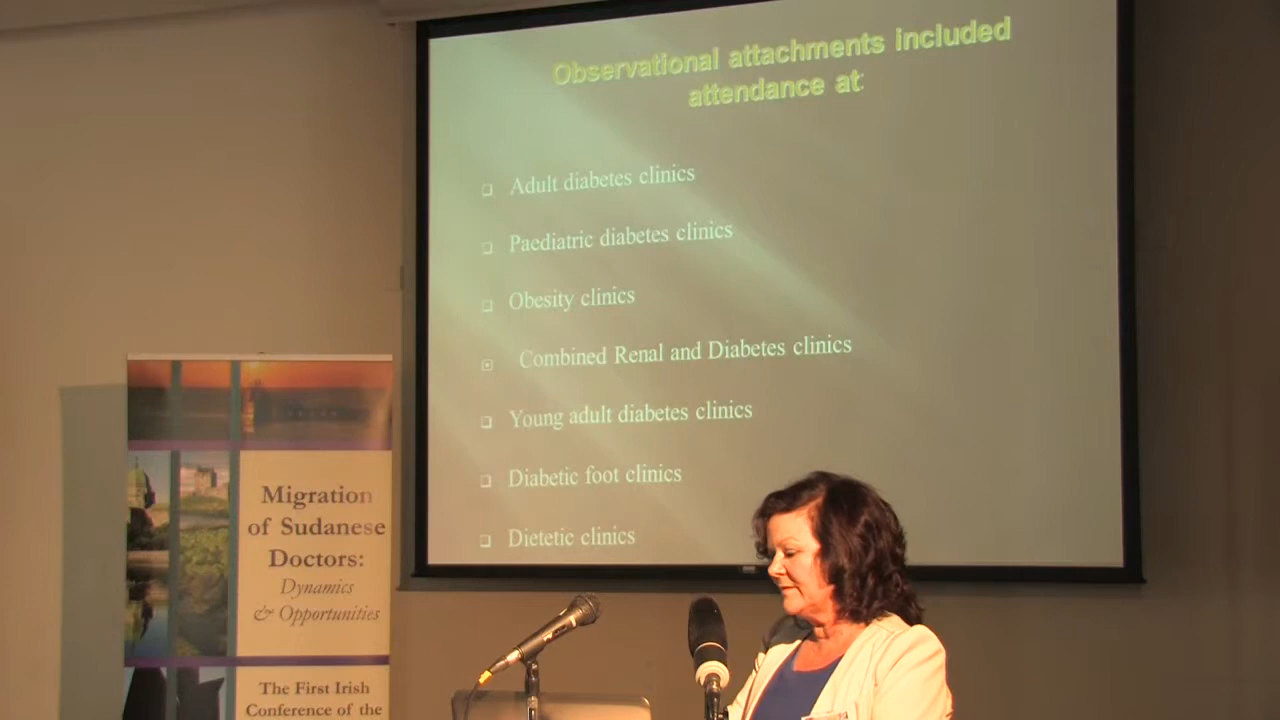 Observational attachments included
attendance at:
Adult diabetes clinics
Paediatric diabetes clinics
Obesity clinics
Combined Renal and Diabetes clinics
Young adult diabetes clinics
Diabetic foot clinics
Dietetic clinics
Migration
of Sudanese
Doctors:
Dynamics
& Opportunities
The First Irish
Conference of the